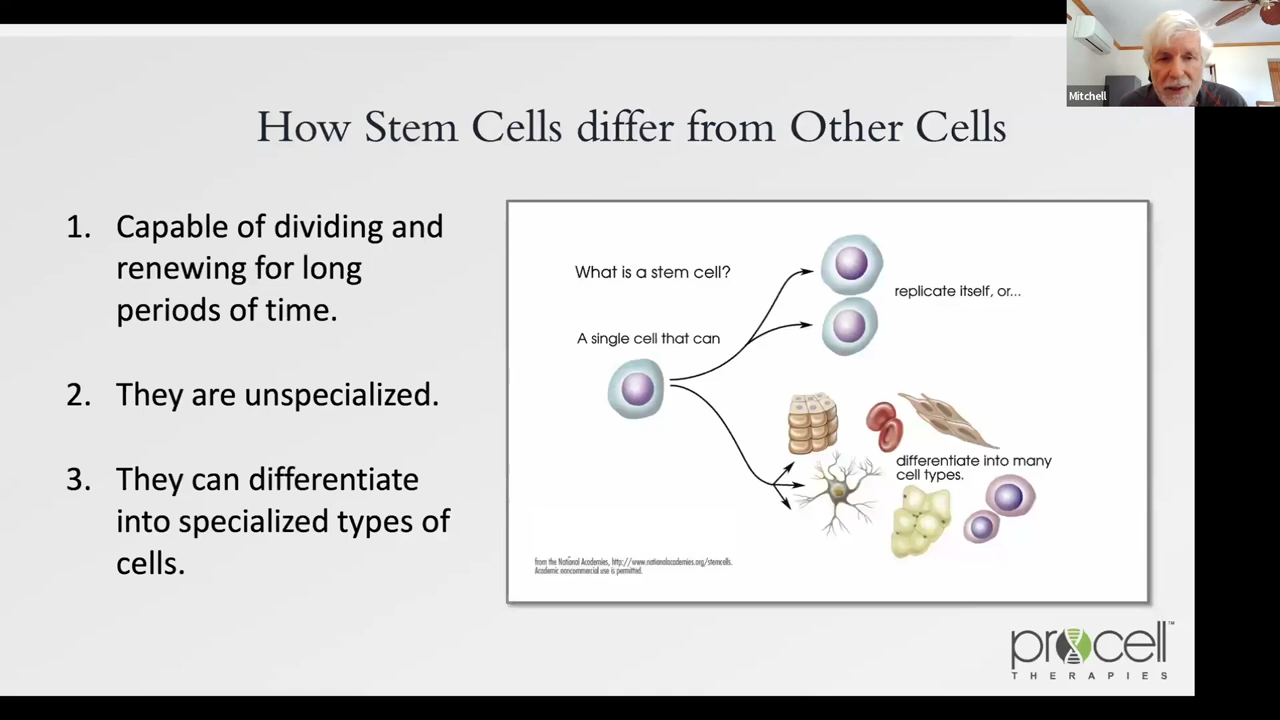 Mitchell
How Stem Cells differ from Other Cells
1. Capable of dividing and
renewing for long
periods of time.
2. They are unspecialized.
3. They can differentiate
into specialized types of
cells.
What is a stem cell?
A single cell that can
replicate itself, or...
differentiate into many
cell types.
from the National Academies, http://www.nationalacademies.org/stemcells.
Academic noncommercial use is permitted.
procell™
THERAPIES